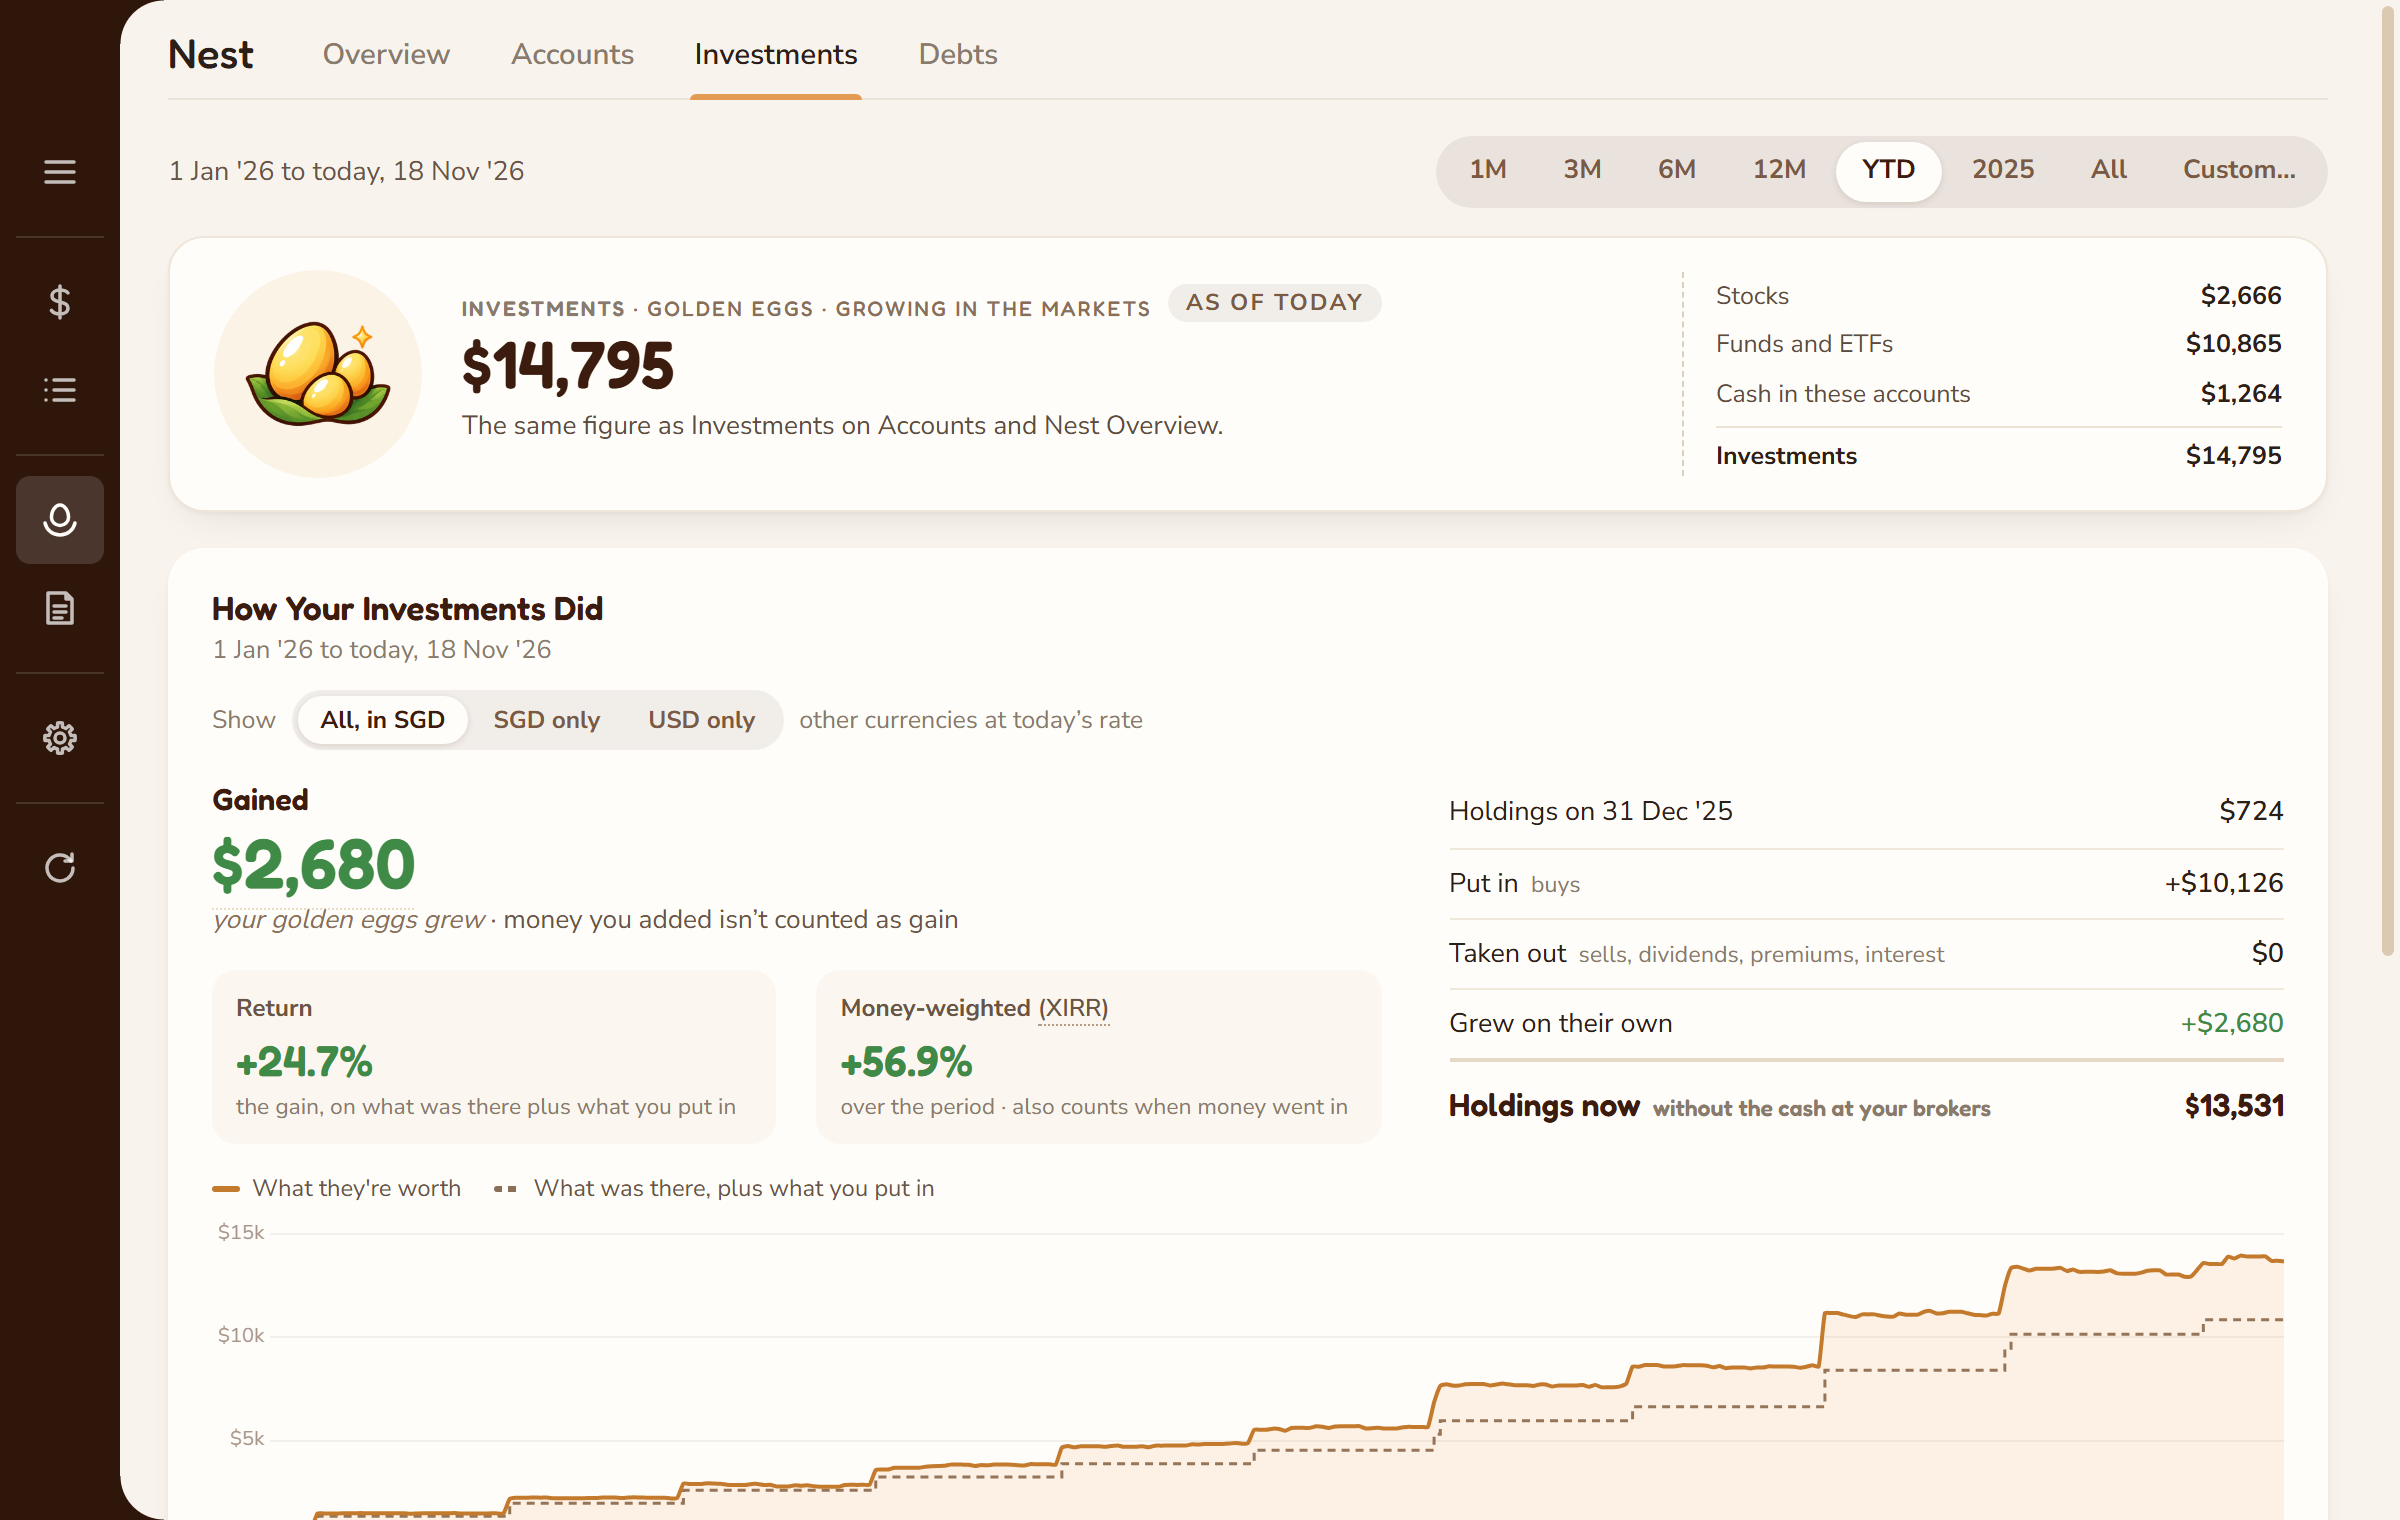 Nest Overview Accounts Investments Debts
1 Jan '26 to today, 18 Nov '26
1M 3M 6M 12M YTD 2025 All Custom...
INVESTMENTS · GOLDEN EGGS · GROWING IN THE MARKETS AS OF TODAY
$14,795
The same figure as Investments on Accounts and Nest Overview.
Stocks $2,666
Funds and ETFs $10,865
Cash in these accounts $1,264
Investments $14,795
How Your Investments Did
1 Jan '26 to today, 18 Nov '26
Show All, in SGD SGD only USD only other currencies at today’s rate
Gained
$2,680
your golden eggs grew · money you added isn’t counted as gain
Return
+24.7%
the gain, on what was there plus what you put in
Money-weighted (XIRR)
+56.9%
over the period · also counts when money went in
Holdings on 31 Dec '25 $724
Put in buys +$10,126
Taken out sells, dividends, premiums, interest $0
Grew on their own +$2,680
Holdings now without the cash at your brokers $13,531
What they're worth What was there, plus what you put in
$15k
$10k
$5k